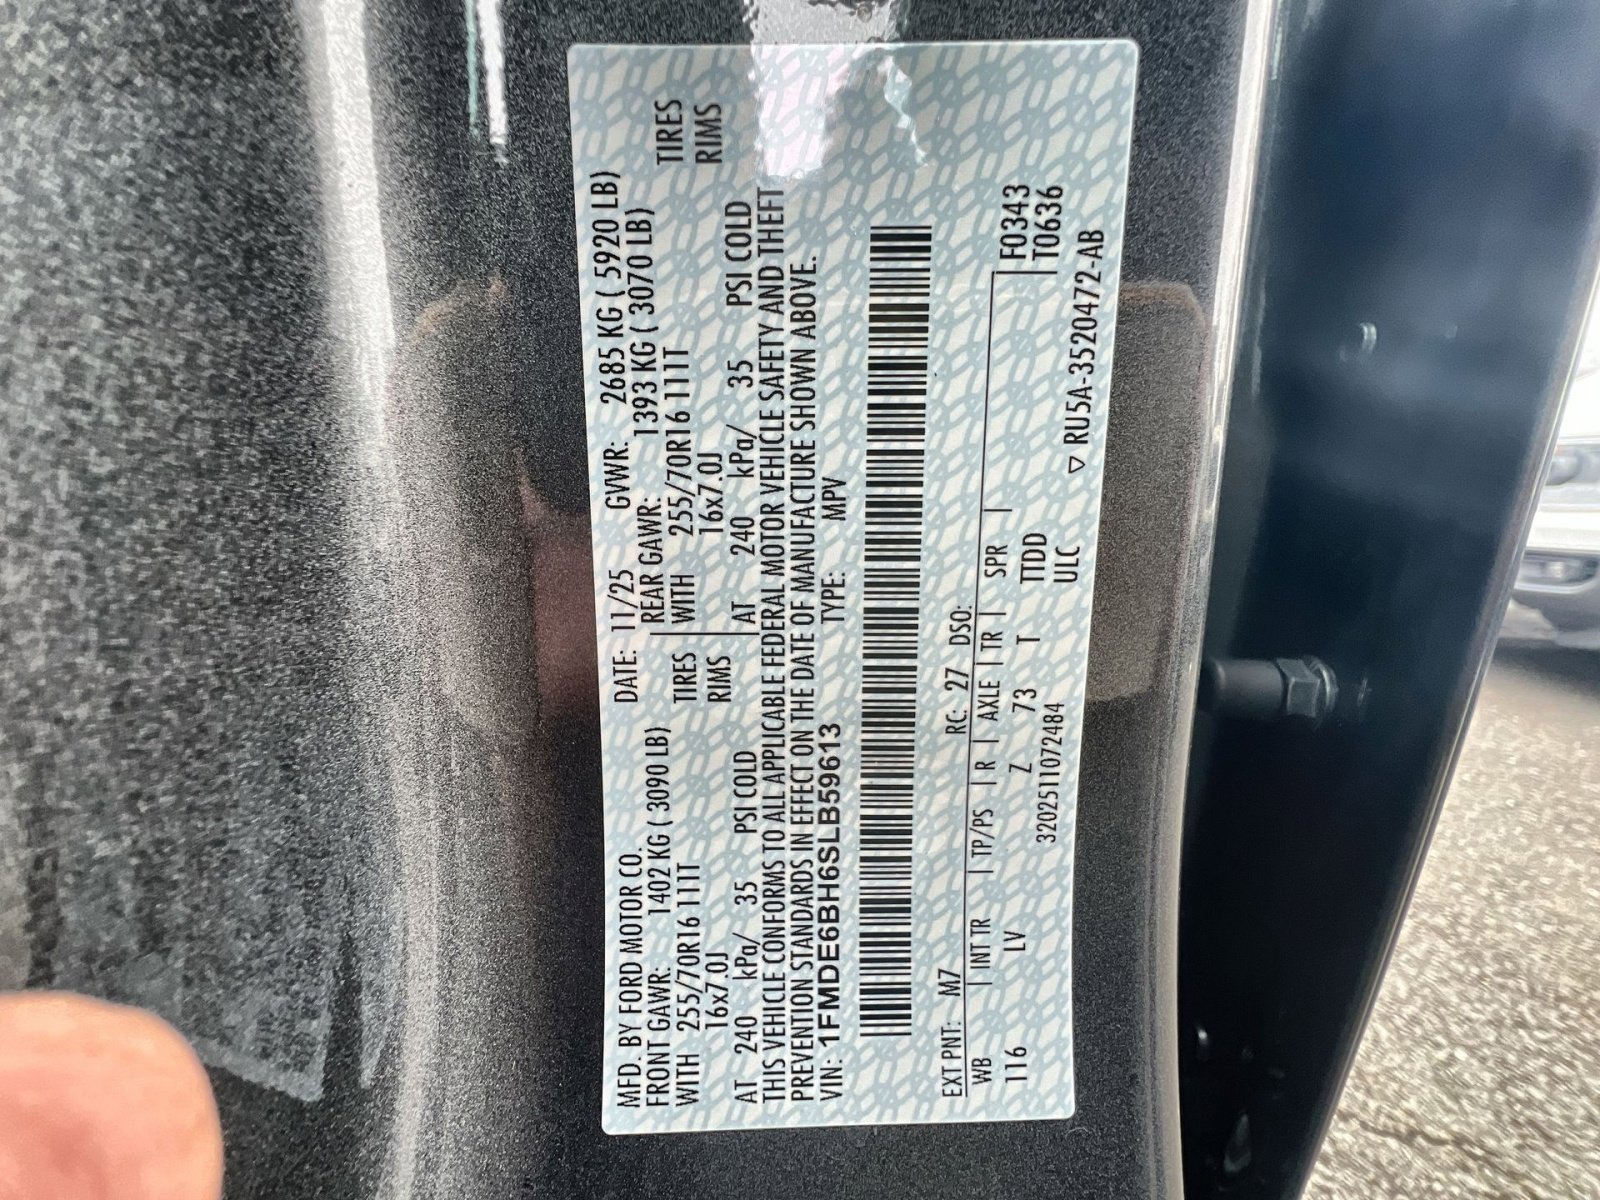 MFD. BY FORD MOTOR CO. DATE: 11/25 GVWR: 2685 KG ( 5920 LB)
FRONT GAWR: 1402 KG ( 3090 LB) REAR GAWR: 1393 KG ( 3070 LB)
WITH 255/70R16 111T TIRES WITH 255/70R16 111T TIRES
16x7.0J RIMS 16x7.0J RIMS
AT 240 kPa/ 35 PSI COLD AT 240 kPa/ 35 PSI COLD
THIS VEHICLE CONFORMS TO ALL APPLICABLE FEDERAL MOTOR VEHICLE SAFETY AND THEFT
PREVENTION STANDARDS IN EFFECT ON THE DATE OF MANUFACTURE SHOWN ABOVE.
VIN: 1FMDE6BH6SLB59613 TYPE: MPV
EXT PNT: M7 RC: 27 DSO:
WB INT TR TP/PS R AXLE TR SPR F0343
116 LV Z 73 T TTDD T0636
3202511072484 ULC ▽ RU5A-3520472-AB